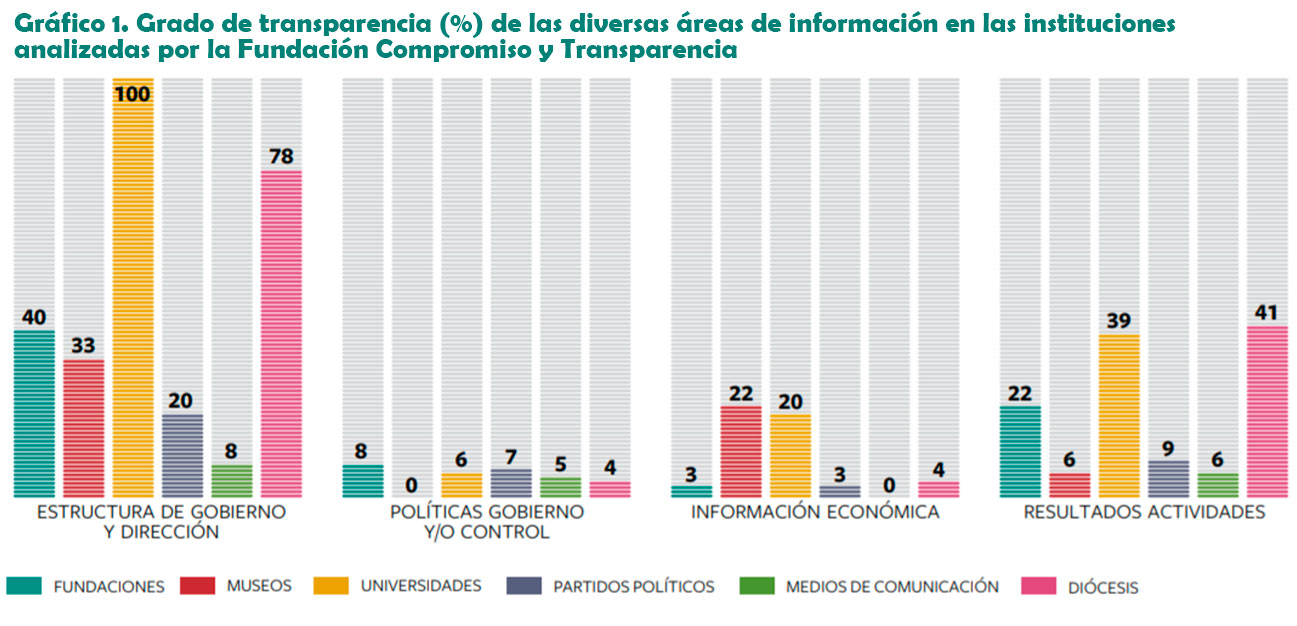 Gráfico 1. Grado de transparencia (%) de las diversas áreas de información en las instituciones
analizadas por la Fundación Compromiso y Transparencia
40
33
100
20
8
78
ESTRUCTURA DE GOBIERNO
Y DIRECCIÓN
8
0
6
7
5
4
POLÍTICAS GOBIERNO
Y/O CONTROL
3
22
20
3
0
4
INFORMACIÓN ECONÓMICA
22
6
39
9
6
41
RESULTADOS ACTIVIDADES
FUNDACIONES
MUSEOS
UNIVERSIDADES
PARTIDOS POLÍTICOS
MEDIOS DE COMUNICACIÓN
DIÓCESIS